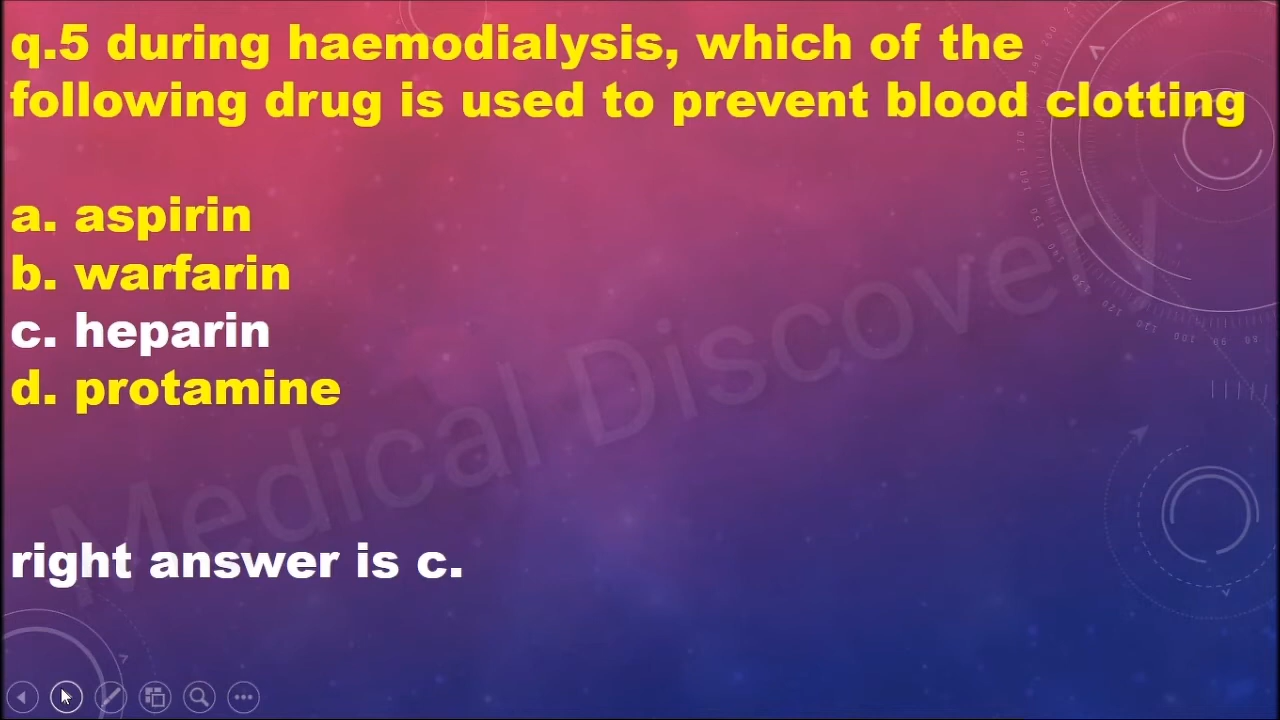 q.5 during haemodialysis, which of the
following drug is used to prevent blood clotting
a. aspirin
b. warfarin
c. heparin
d. protamine
Medical Discovery
right answer is c.